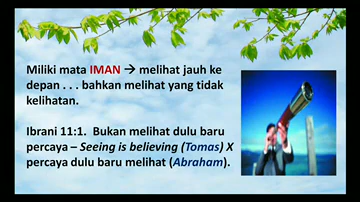 Miliki mata IMAN → melihat jauh ke
depan . . . bahkan melihat yang tidak
kelihatan.
Ibrani 11:1. Bukan melihat dulu baru
percaya – Seeing is believing (Tomas) X
percaya dulu baru melihat (Abraham).